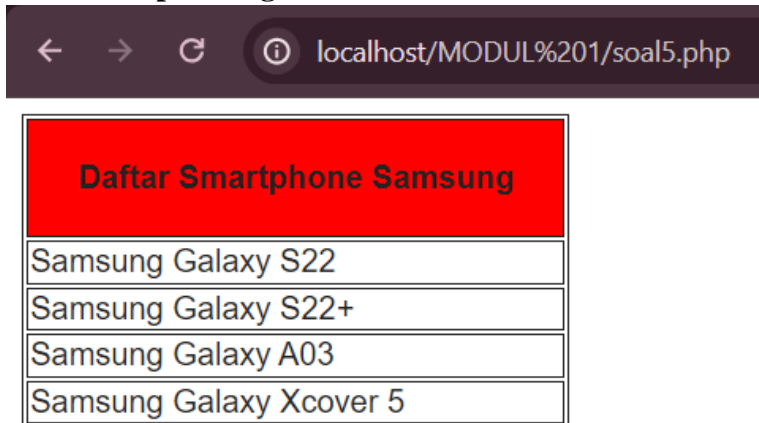 localhost/MODUL%201/soal5.php
Daftar Smartphone Samsung
Samsung Galaxy S22
Samsung Galaxy S22+
Samsung Galaxy A03
Samsung Galaxy Xcover 5